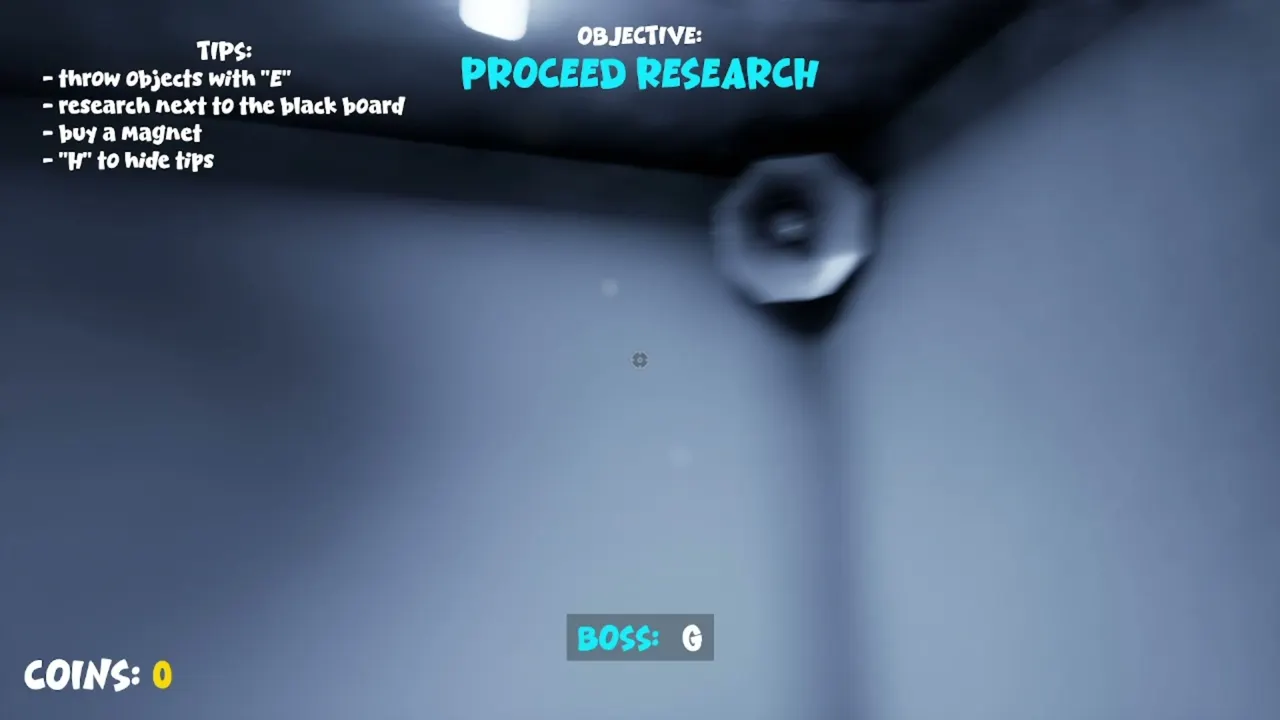 OBJECTIVE:
PROCEED RESEARCH
TIPS:
- throw objects with "E"
- research next to the black board
- buy a magnet
- "H" to hide tips
BOSS: G
COINS: 0